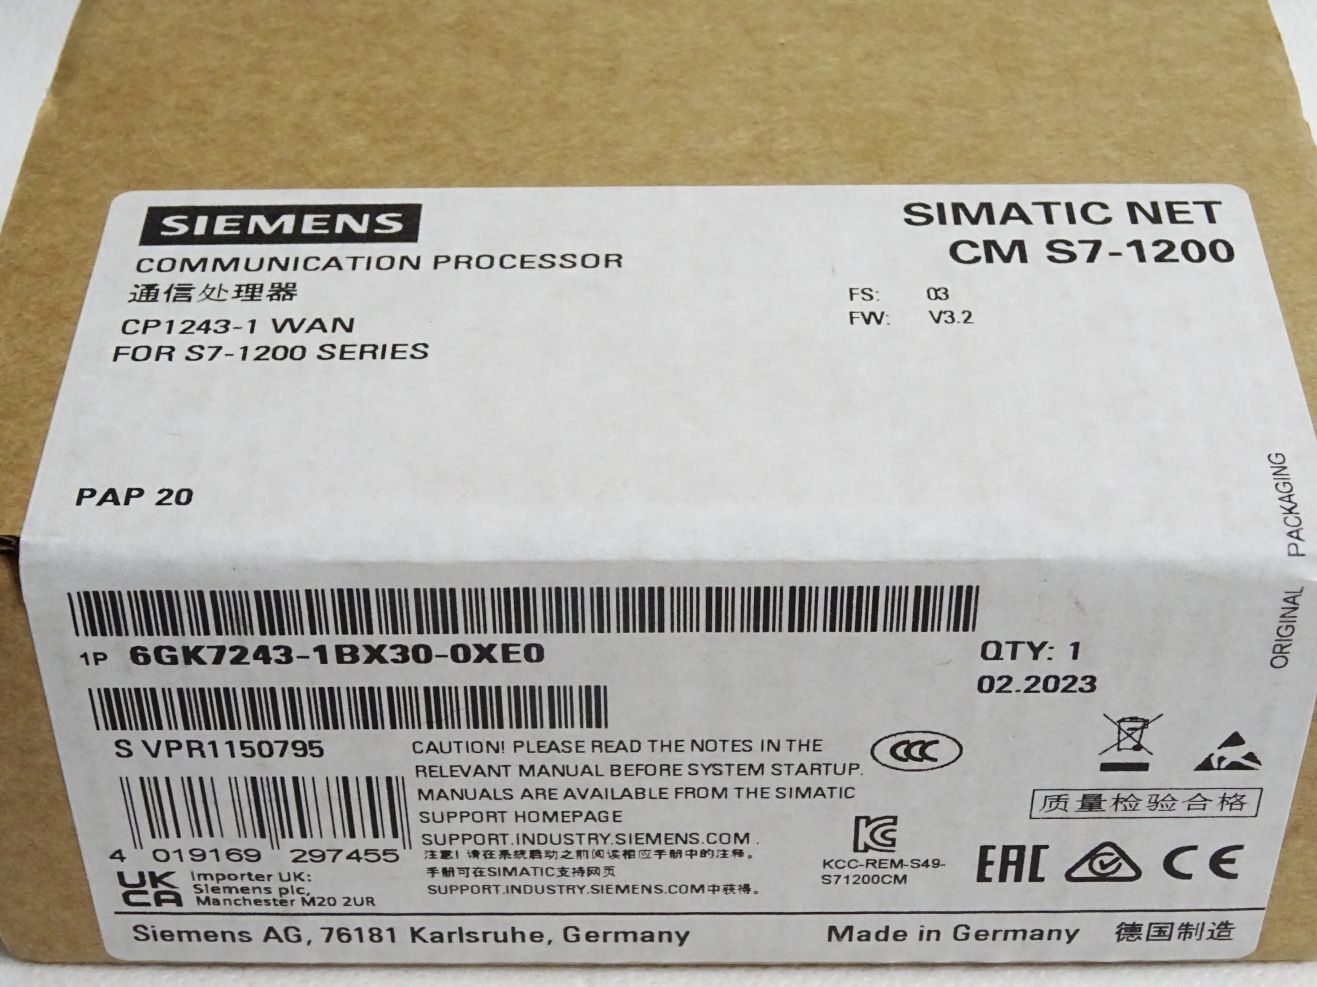 SIEMENS
SIMATIC NET
CM S7-1200
COMMUNICATION PROCESSOR
通信处理器
CP1243-1 WAN
FOR S7-1200 SERIES
FS: 03
FW: V3.2
PAP 20
ORIGINAL PACKAGING
1P 6GK7243-1BX30-0XE0
QTY: 1
02.2023
S VPR1150795
CAUTION! PLEASE READ THE NOTES IN THE
RELEVANT MANUAL BEFORE SYSTEM STARTUP.
MANUALS ARE AVAILABLE FROM THE SIMATIC
SUPPORT HOMEPAGE
SUPPORT.INDUSTRY.SIEMENS.COM .
注意! 请在系统启动之前阅读相应手册中的注释。
手册可在SIMATIC支持网页
SUPPORT.INDUSTRY.SIEMENS.COM中获得。
4 019169 297455
UK
CA
Importer UK:
Siemens plc,
Manchester M20 2UR
CCC
质量检验合格
KC
KCC-REM-S49-
S71200CM
EAC
CE
Siemens AG, 76181 Karlsruhe, Germany
Made in Germany 德国制造